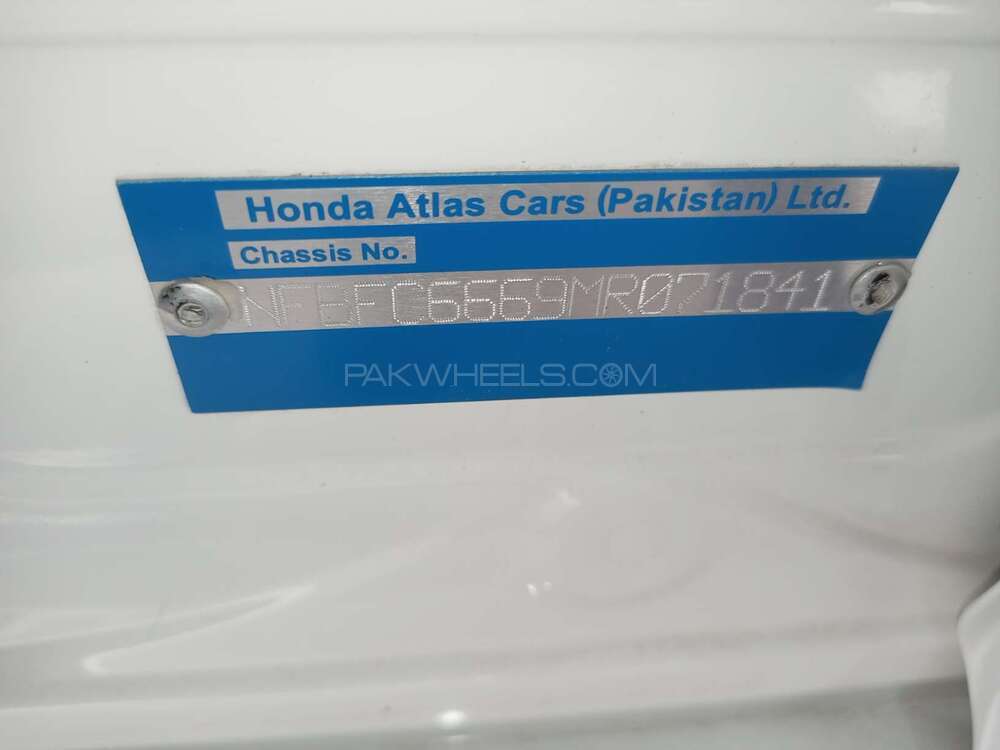 Honda Atlas Cars (Pakistan) Ltd.
Chassis No.
NFBFC6669MR071841
PAKWHEELS.COM